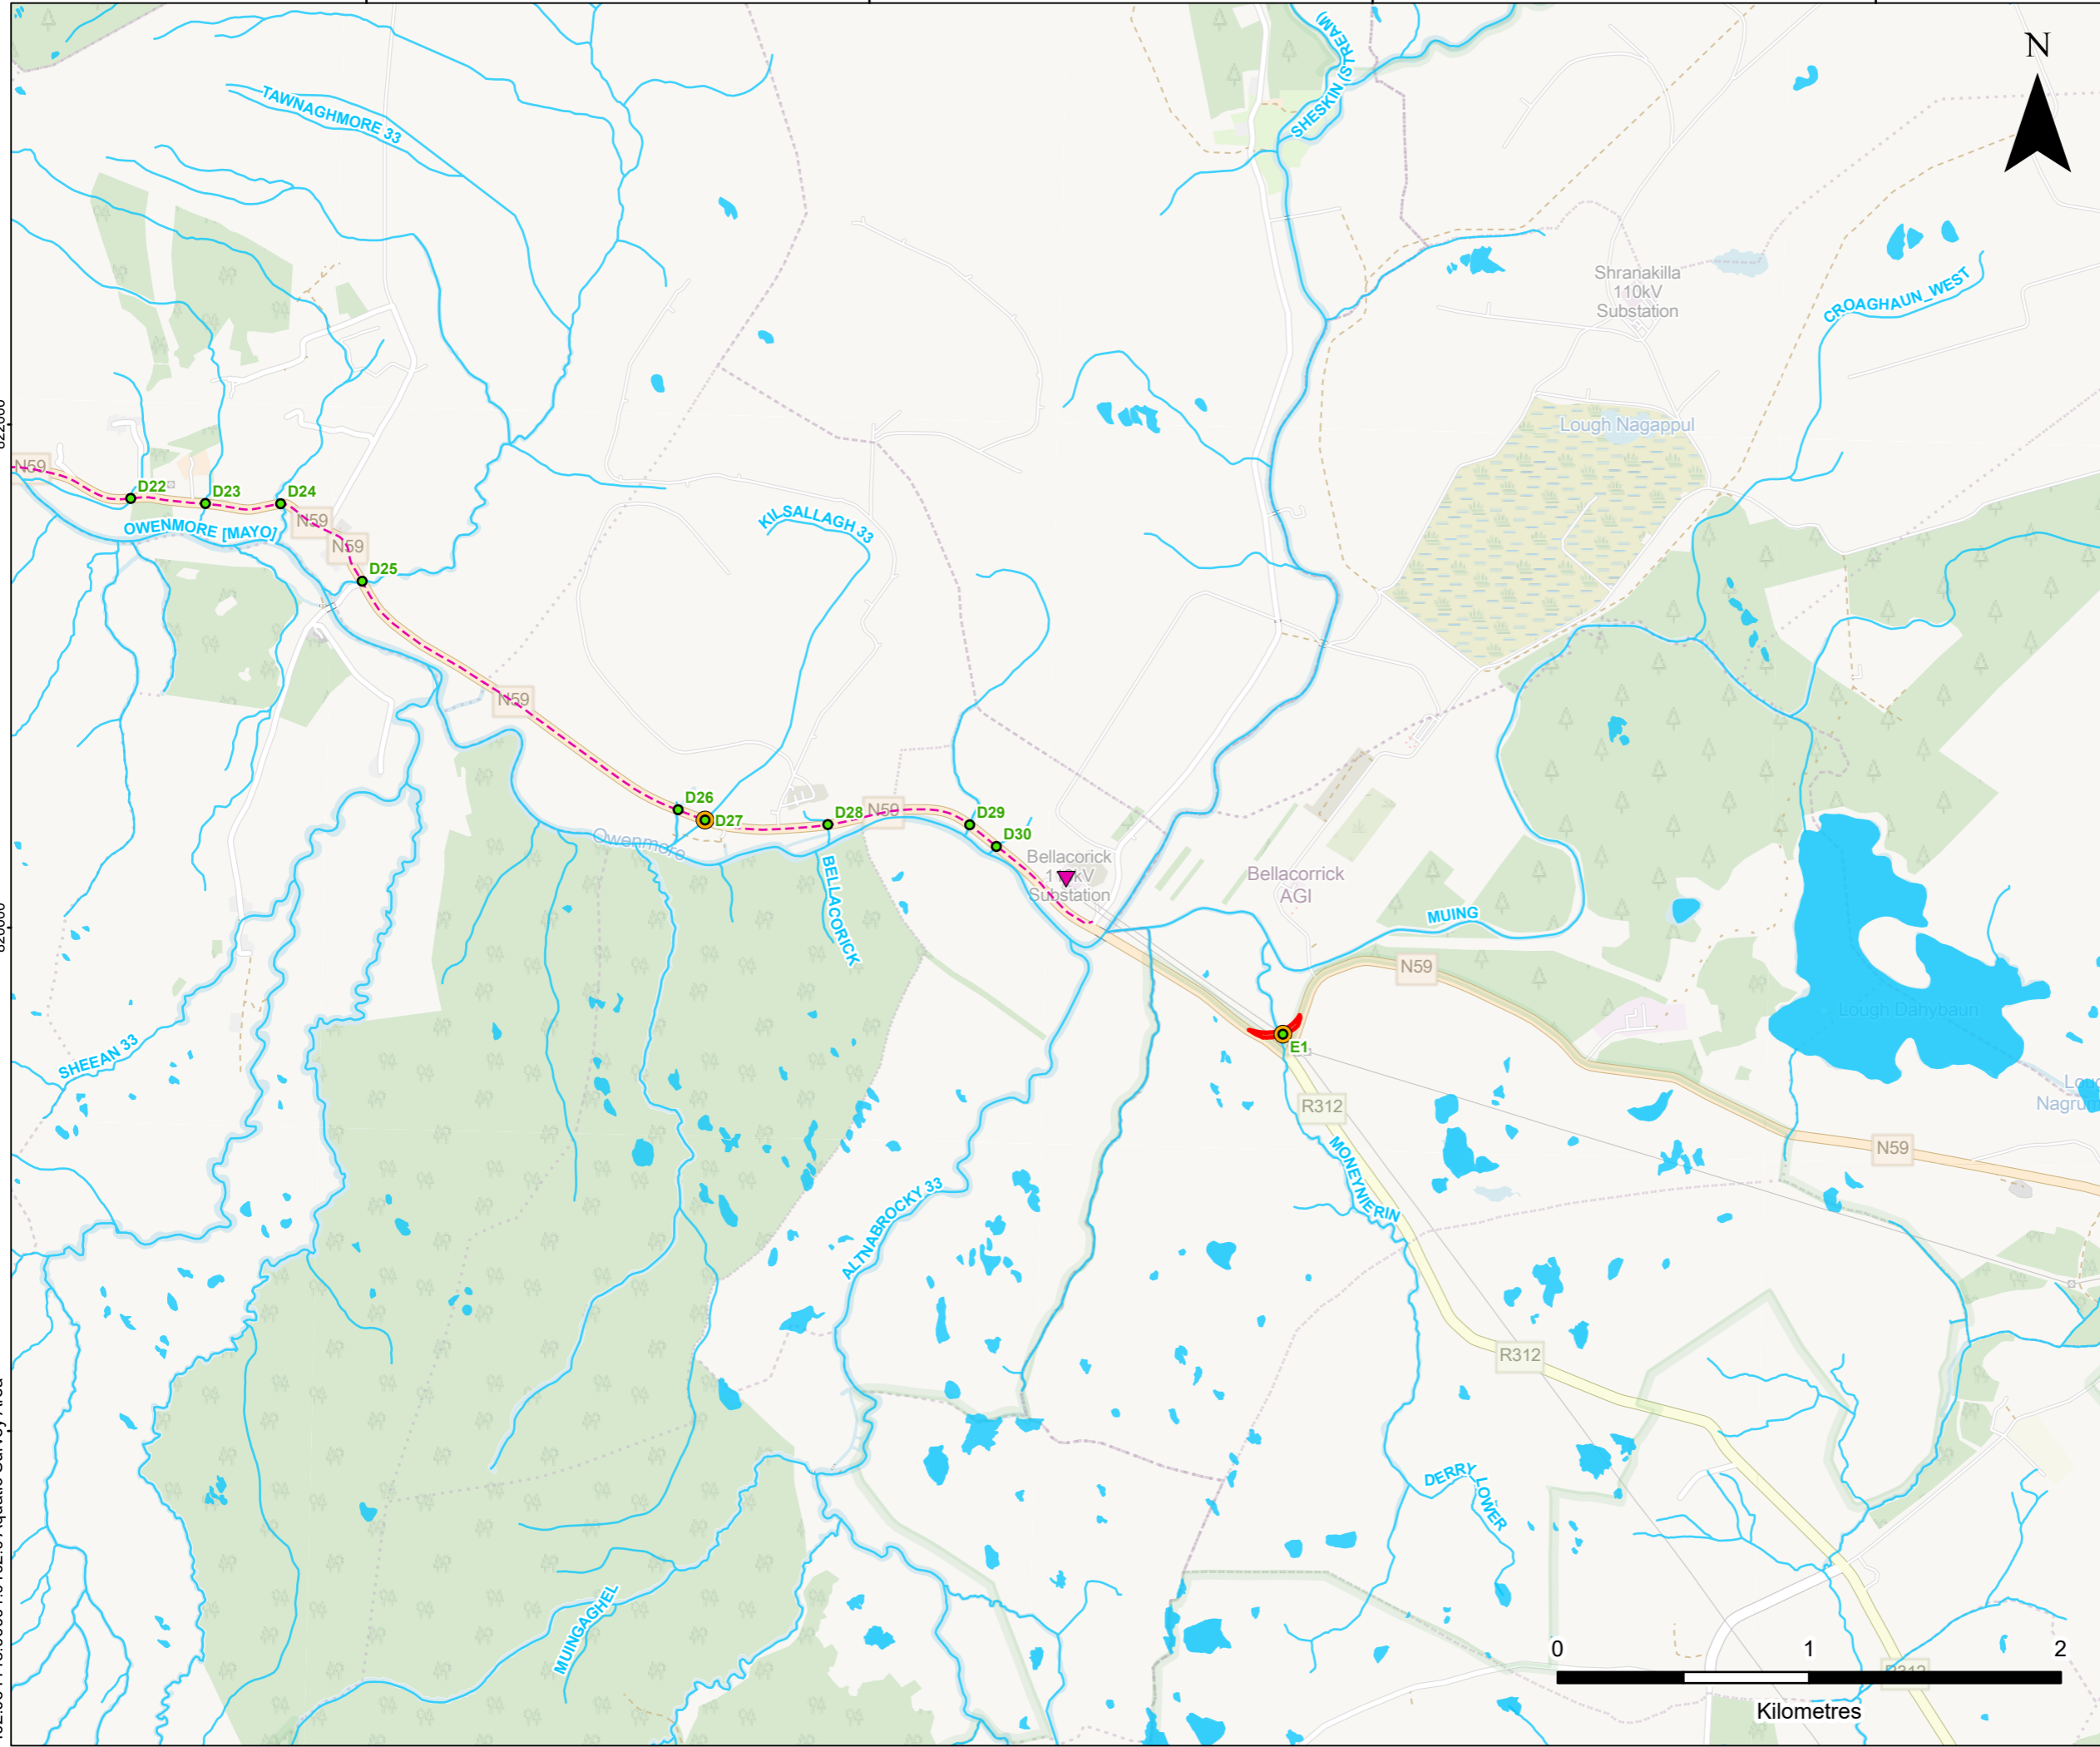 N
SHESKIN (STREAM)
TAWNAGHMORE 33
Shranakilla
110kV
Substation
CROAGHAUN_WEST
Lough Nagappul
N59
D22
D23
D24
N59
OWENMORE [MAYO]
N59
D25
KILSALLAGH 33
N59
D26
D27
D28
N59
D29
D30
Owenmore
BELLACORICK
Bellacorick
Substation
Bellacorrick
AGI
MUING
N59
Lough Dahybaun
SHEEAN 33
E1
R312
MONEYNIERIN
N59
ALTNABROCKY 33
R312
DERRY_LOWER
MUINGAGHEL
0 1 2
Kilometres
R312